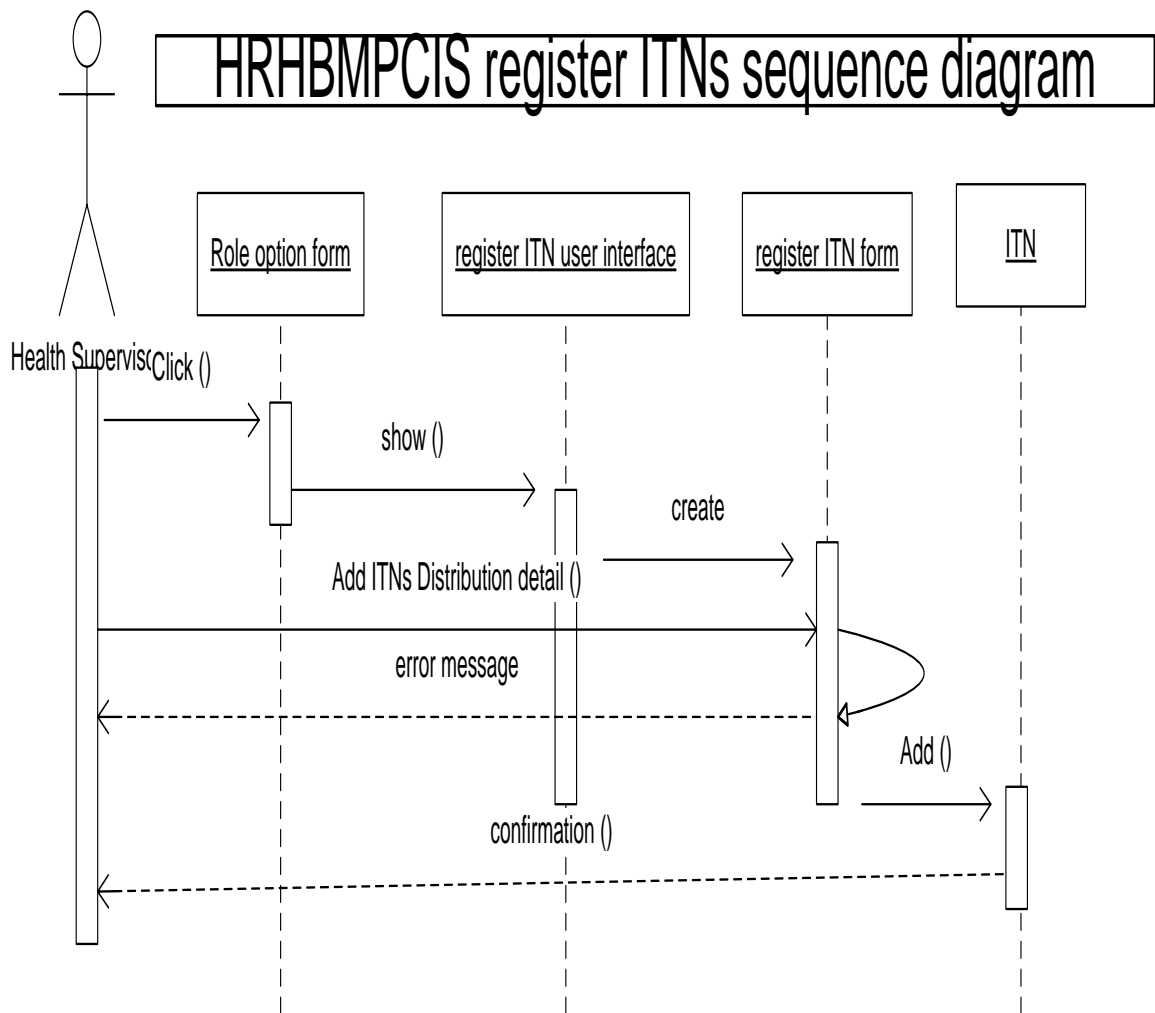 HRHBMPCIS register ITNs sequence diagram
Role option form
register ITN user interface
register ITN form
ITN
Health Superviso
Click ()
show ()
create
Add ITNs Distribution detail ()
error message
Add ()
confirmation ()